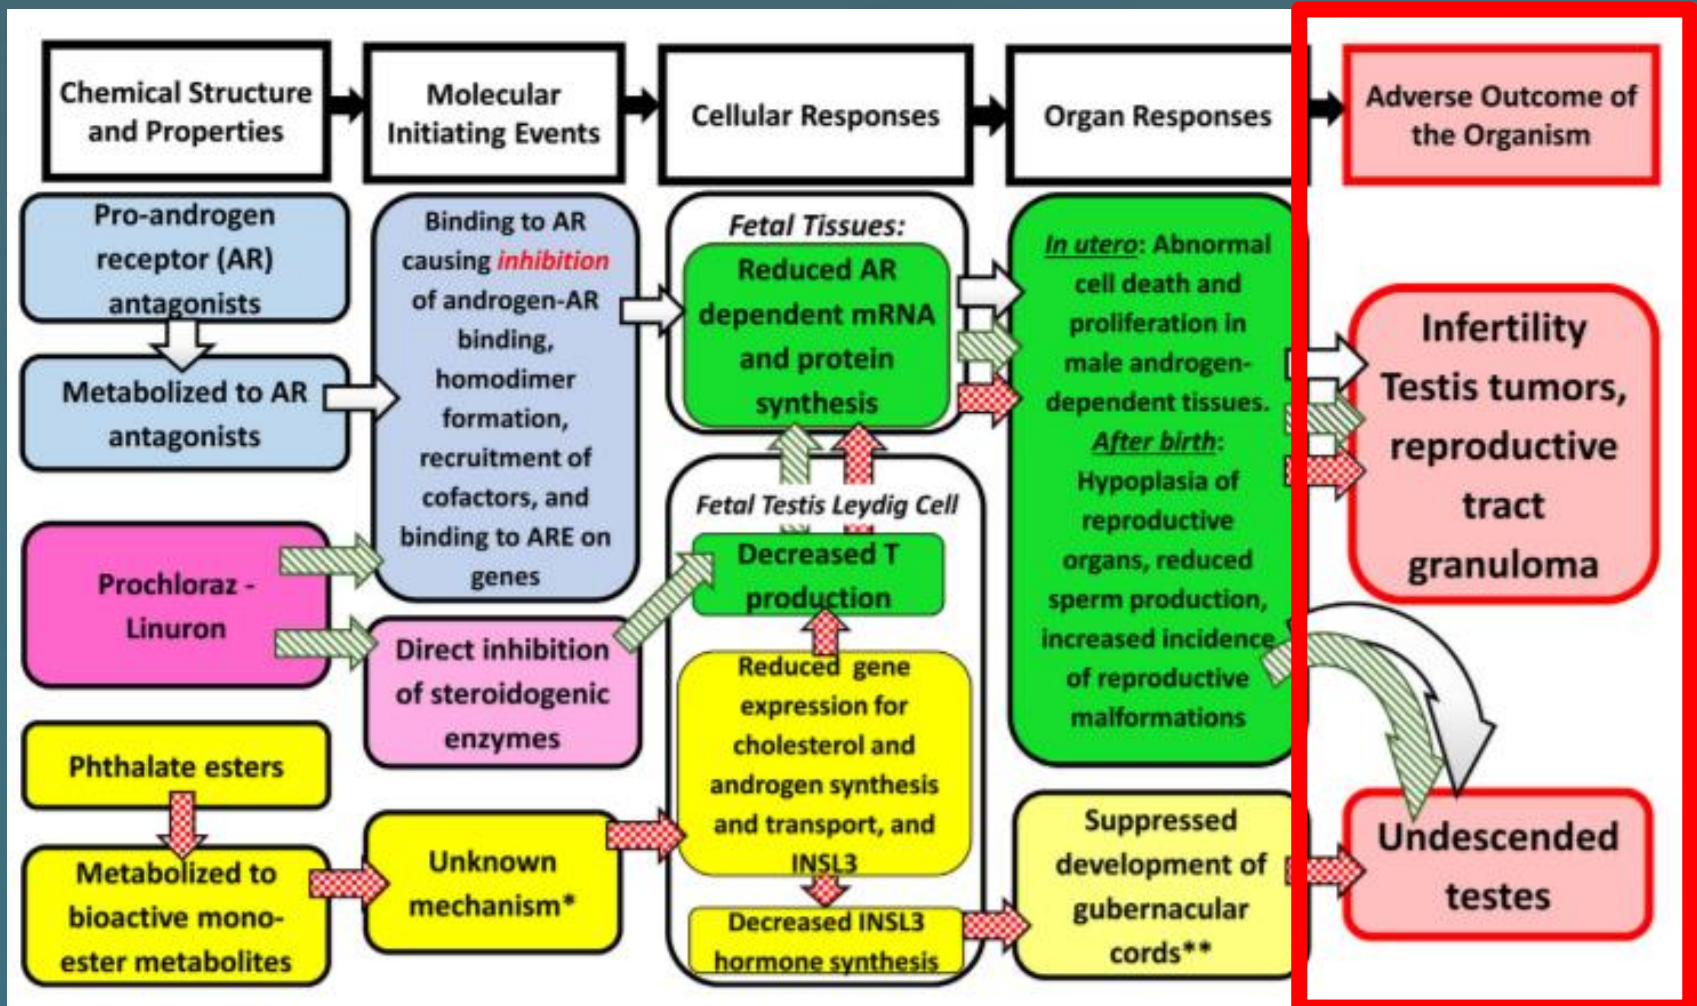 Chemical Structure
and Properties
Molecular
Initiating Events
Cellular Responses
Organ Responses
Adverse Outcome of
the Organism
Pro-androgen
receptor (AR)
antagonists
Metabolized to AR
antagonists
Prochloraz -
Linuron
Phthalate esters
Metabolized to
bioactive mono-
ester metabolites
Binding to AR
causing inhibition
of androgen-AR
binding,
homodimer
formation,
recruitment of
cofactors, and
binding to ARE on
genes
Direct inhibition
of steroidogenic
enzymes
Unknown
mechanism*
Fetal Tissues:
Reduced AR
dependent mRNA
and protein
synthesis
Fetal Testis Leydig Cell
Decreased T
production
Reduced gene
expression for
cholesterol and
androgen synthesis
and transport, and
INSL3
Decreased INSL3
hormone synthesis
In utero: Abnormal
cell death and
proliferation in
male androgen-
dependent tissues.
After birth:
Hypoplasia of
reproductive
organs, reduced
sperm production,
increased incidence
of reproductive
malformations
Suppressed
development of
gubernacular
cords**
Infertility
Testis tumors,
reproductive
tract
granuloma
Undescended
testes